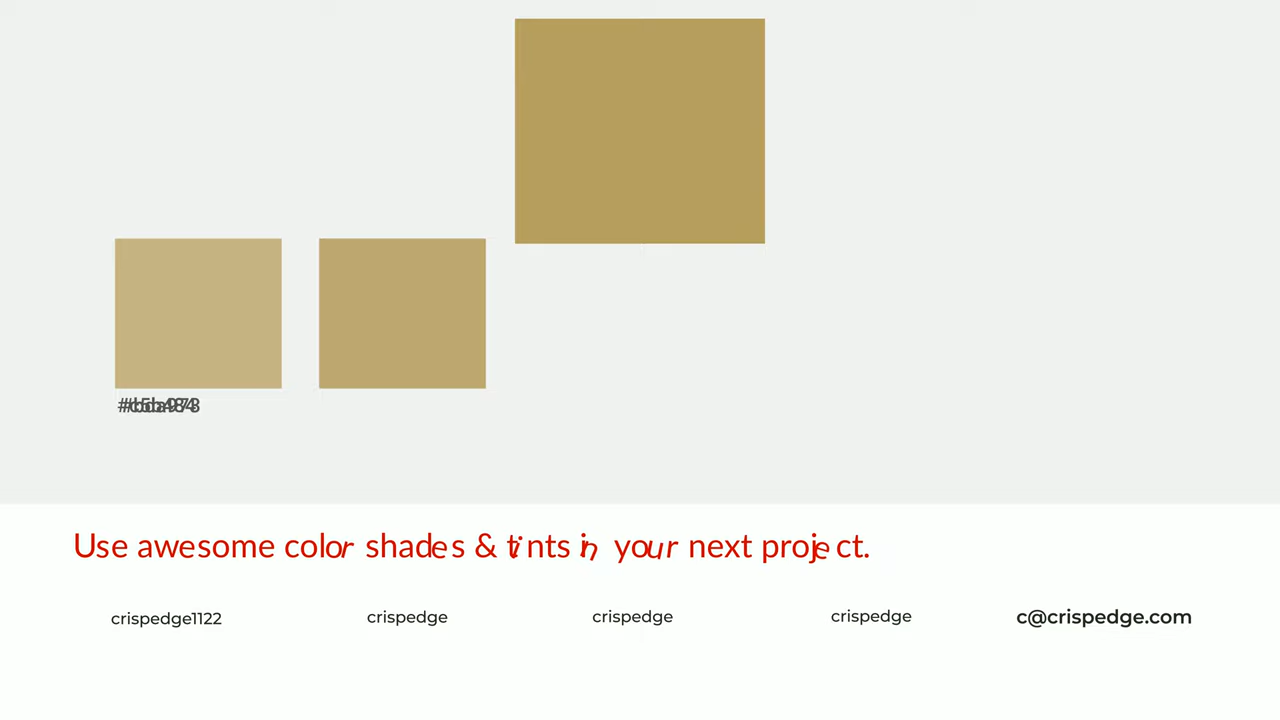 Use awesome color shades & tints in your next project.
crispedge1122 crispedge crispedge crispedge c@crispedge.com